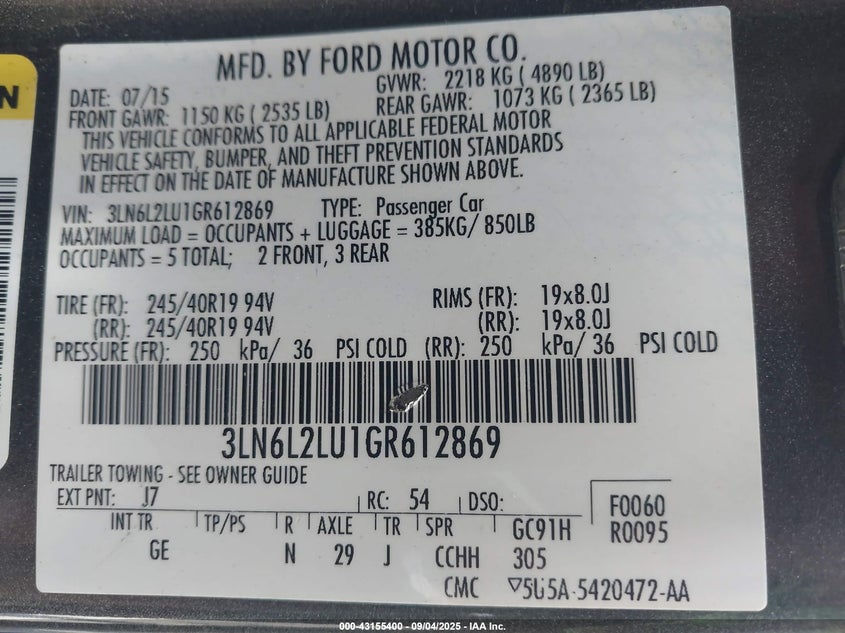 N
MFD. BY FORD MOTOR CO.
DATE: 07/15 GVWR: 2218 KG ( 4890 LB)
FRONT GAWR: 1150 KG ( 2535 LB) REAR GAWR: 1073 KG ( 2365 LB)
THIS VEHICLE CONFORMS TO ALL APPLICABLE FEDERAL MOTOR
VEHICLE SAFETY, BUMPER, AND THEFT PREVENTION STANDARDS
IN EFFECT ON THE DATE OF MANUFACTURE SHOWN ABOVE.
VIN: 3LN6L2LU1GR612869 TYPE: Passenger Car
MAXIMUM LOAD = OCCUPANTS + LUGGAGE = 385KG/ 850LB
OCCUPANTS = 5 TOTAL; 2 FRONT, 3 REAR
TIRE (FR): 245/40R19 94V RIMS (FR): 19x8.0J
(RR): 245/40R19 94V (RR): 19x8.0J
PRESSURE (FR): 250 kPa/ 36 PSI COLD (RR): 250 kPa/ 36 PSI COLD
3LN6L2LU1GR612869
TRAILER TOWING - SEE OWNER GUIDE
EXT PNT: J7 RC: 54 DSO: F0060
INT TR TP/PS R AXLE TR SPR GC91H R0095
GE N 29 J CCHH 305
CMC ▽5U5A-5420472-AA
000-43155400 - 09/04/2025 - IAA Inc.